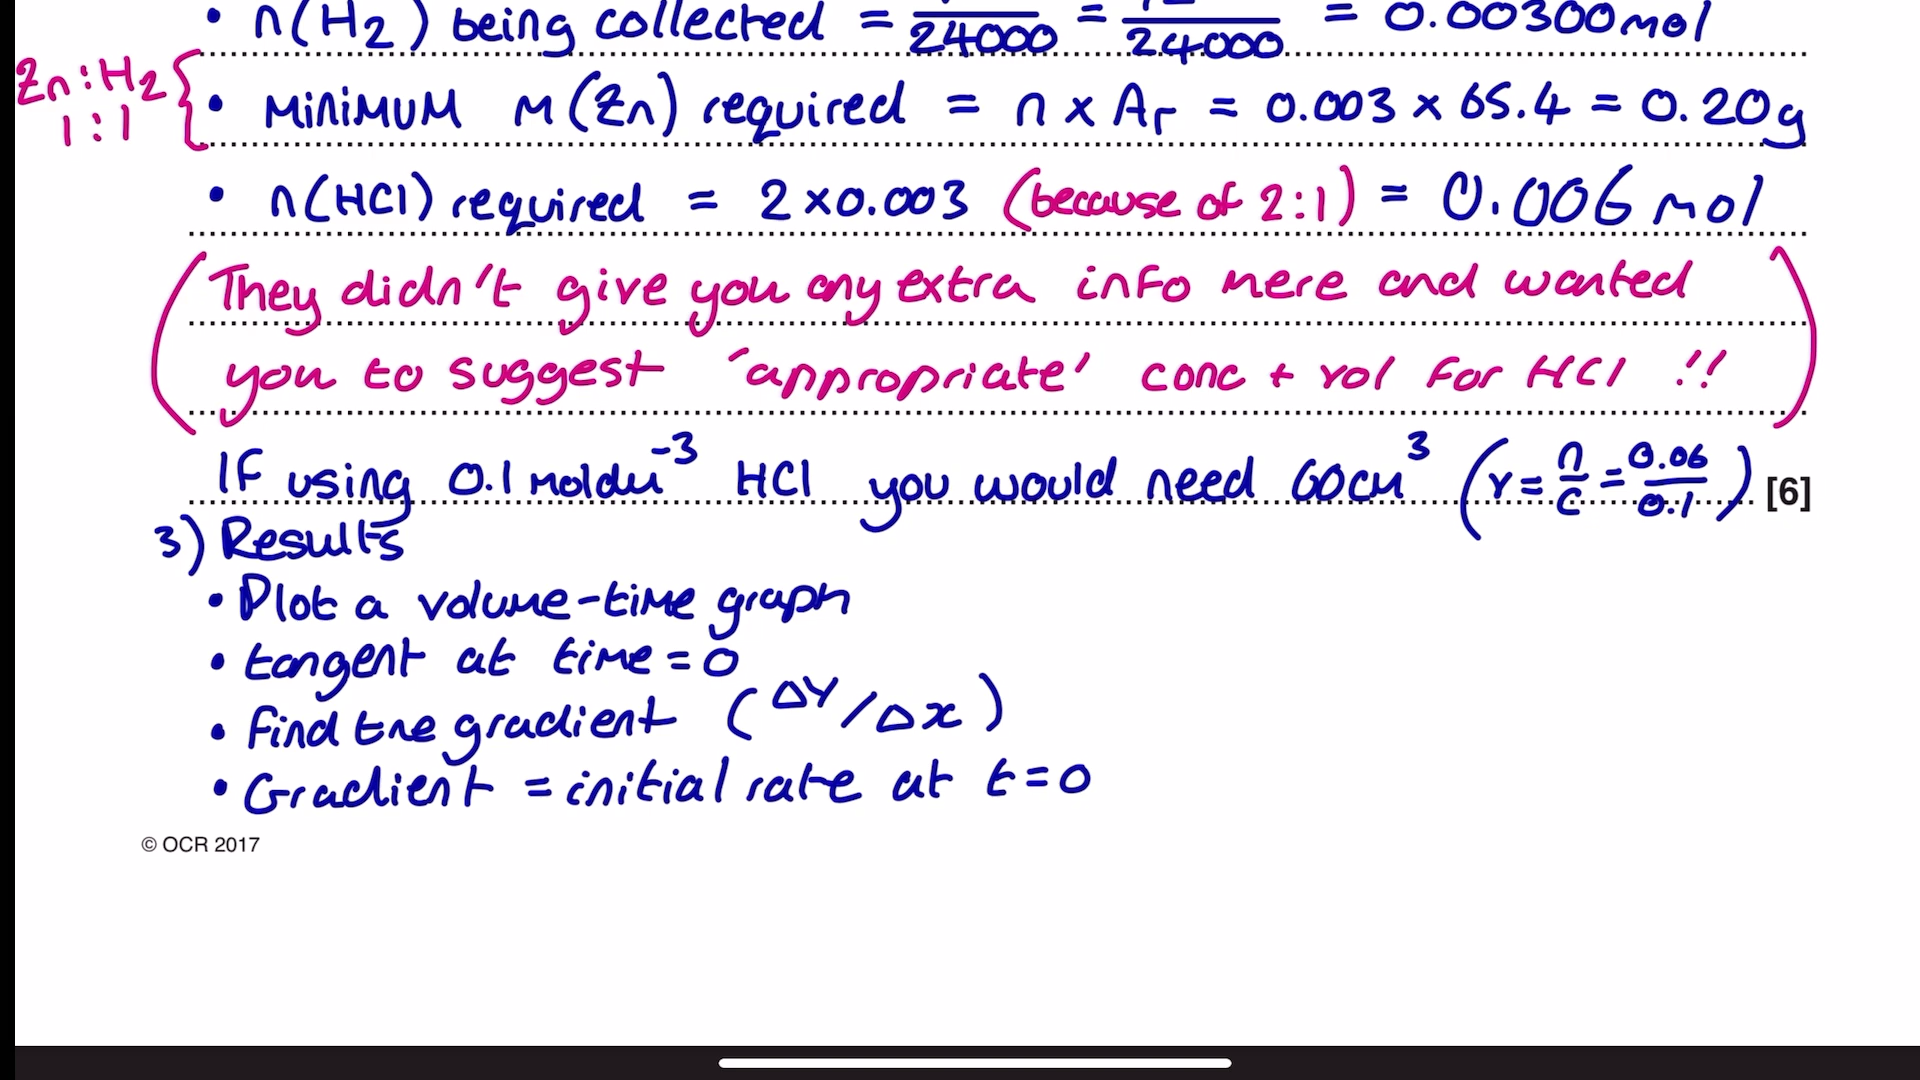 • n(H2) being collected = /24000 = /24000 = 0.00300mol
Zn:H2
1:1
• Minimum m(Zn) required = n x Ar = 0.003 x 65.4 = 0.20g
• n(HCl) required = 2 x 0.003 (because of 2:1) = 0.006 mol
(They didn't give you any extra info here and wanted
you to suggest 'appropriate' conc + vol for HCl !!)
If using 0.1 moldm⁻³ HCl you would need 60cm³ (v = n/c = 0.06/0.1) [6]
3) Results
• Plot a volume-time graph
• tangent at time = 0
• find the gradient (ΔY/Δx)
• Gradient = initial rate at t=0
© OCR 2017